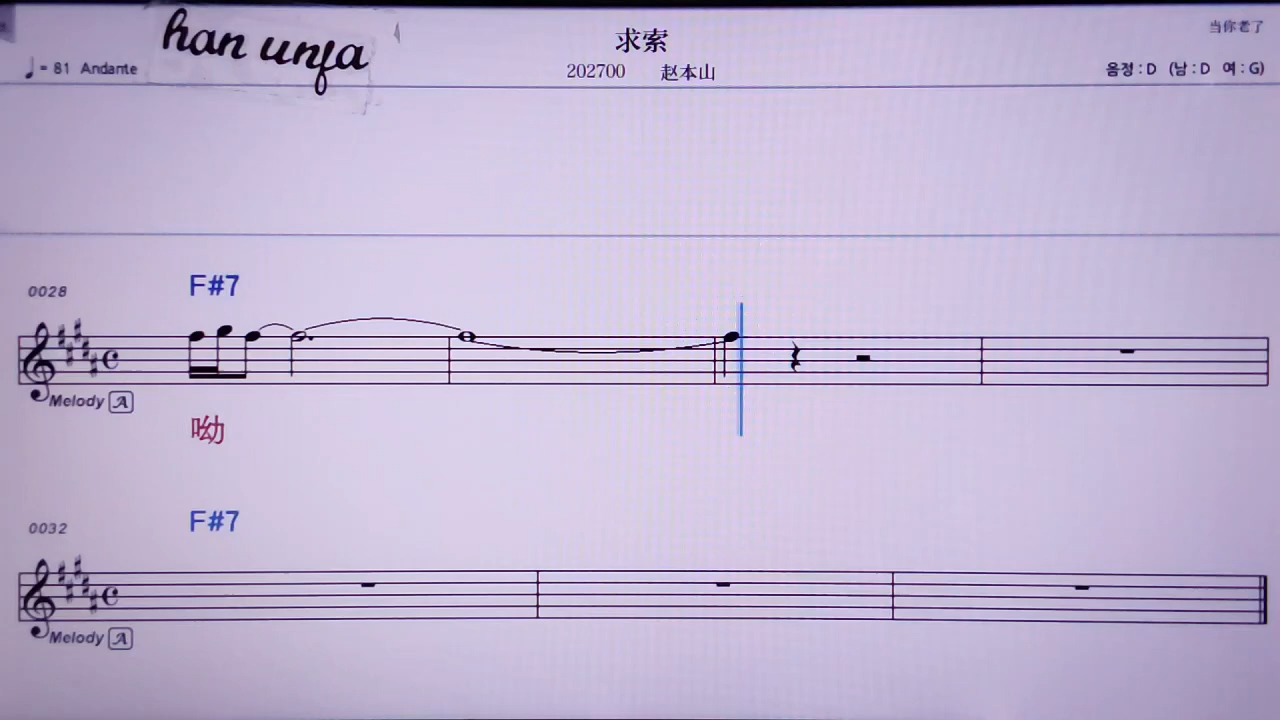 han unfa
求索
当你老了
♩= 81 Andante
202700 赵本山
음정 : D (남 : D 여 : G)
0028
F#7
Melody A
呦
0032
F#7
Melody A